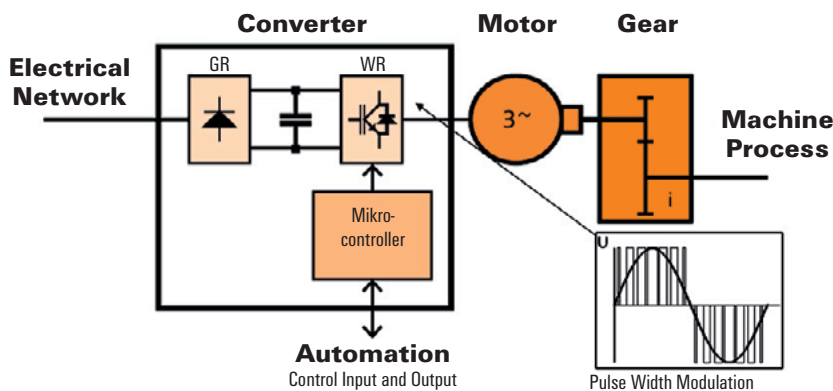 Converter
Motor
Gear
Electrical
Network
GR
WR
3~
Machine
Process
i
Mikro-
controller
U
Automation
Control Input and Output
Pulse Width Modulation